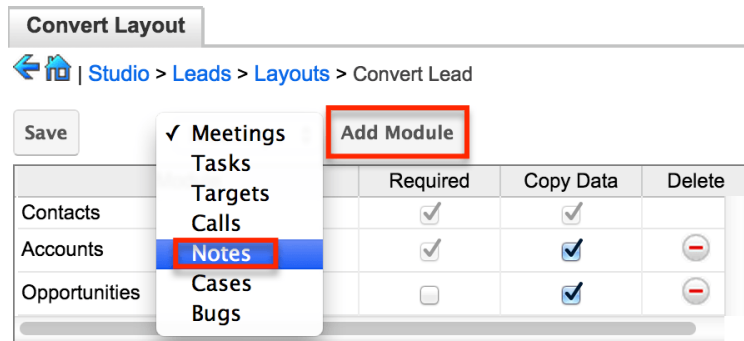 Convert Layout
| Studio > Leads > Layouts > Convert Lead
Save
✓ Meetings
Add Module
Tasks
Targets
Calls
Notes
Cases
Bugs
Required Copy Data Delete
Contacts
Accounts
Opportunities